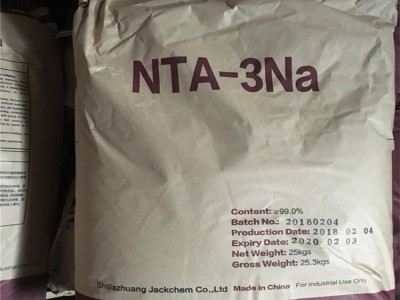 NTA-3Na
Content: ≥99.0%
Batch No.: 20180204
Production Date: 2018 02 04
Expiry Date: 2020 02 03
Net Weight: 25kgs
Gross Weight: 25.3kgs
Shijiazhuang Jackchem Co.,Ltd Made in China For Industrial Use Only